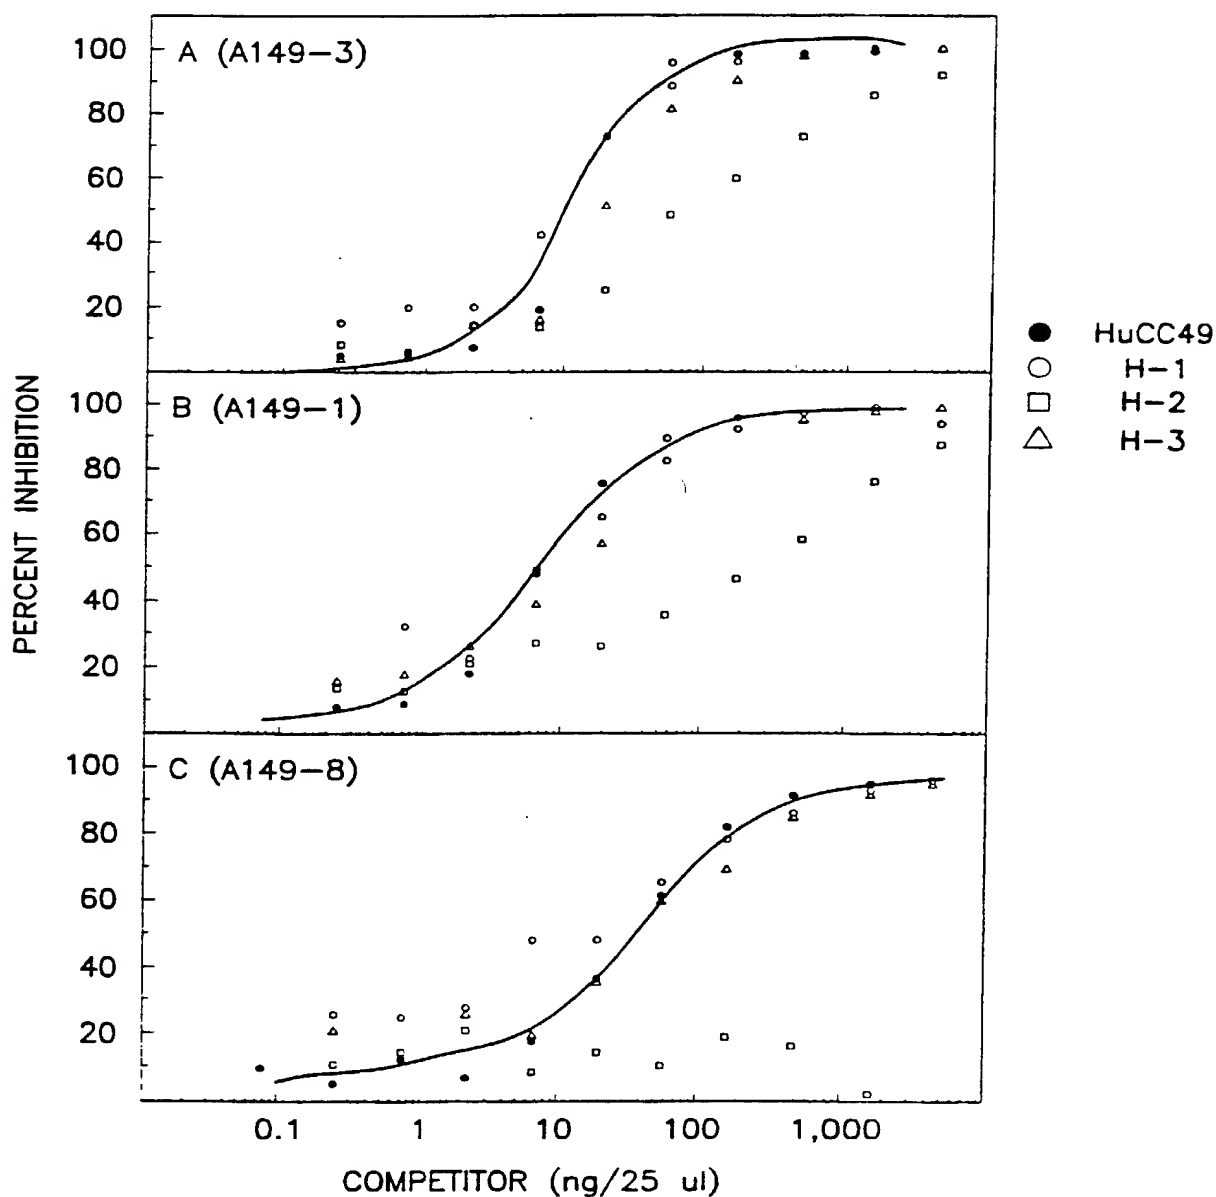 A (A149-3)
100
80
60
40
20
B (A149-1)
100
80
60
40
20
C (A149-8)
100
80
60
40
20
0.1 1 10 100 1,000
COMPETITOR (ng/25 ul)
PERCENT INHIBITION
HuCC49
H-1
H-2
H-3